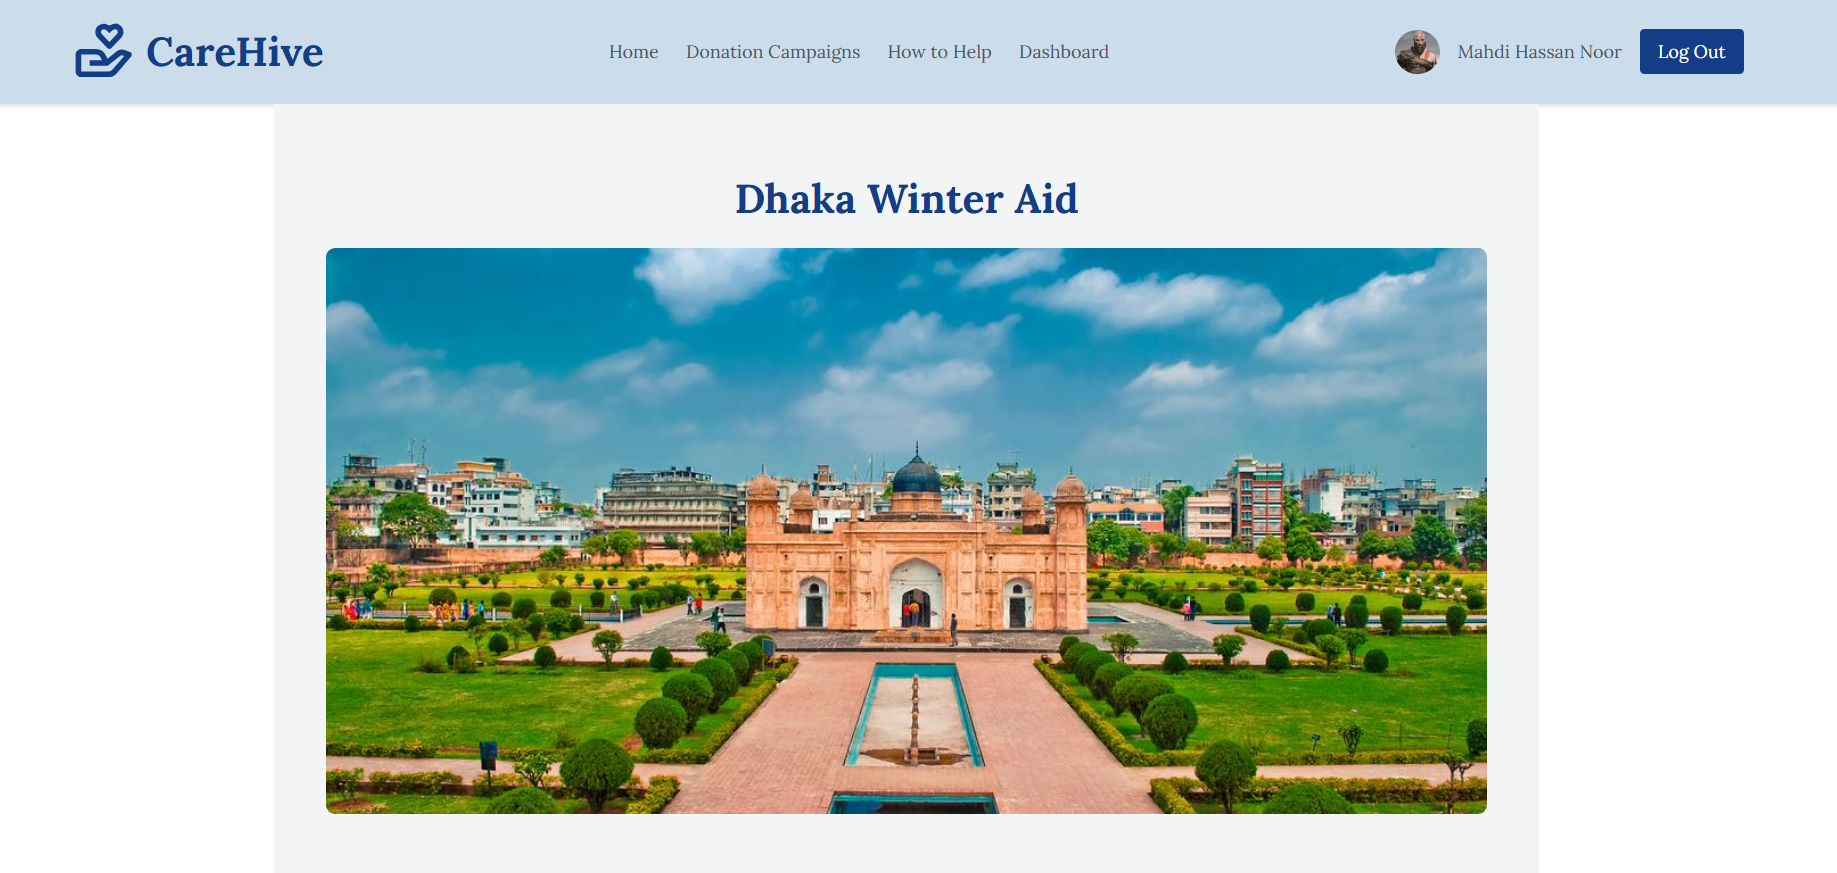 CareHive
Home Donation Campaigns How to Help Dashboard
Mahdi Hassan Noor
Log Out
Dhaka Winter Aid